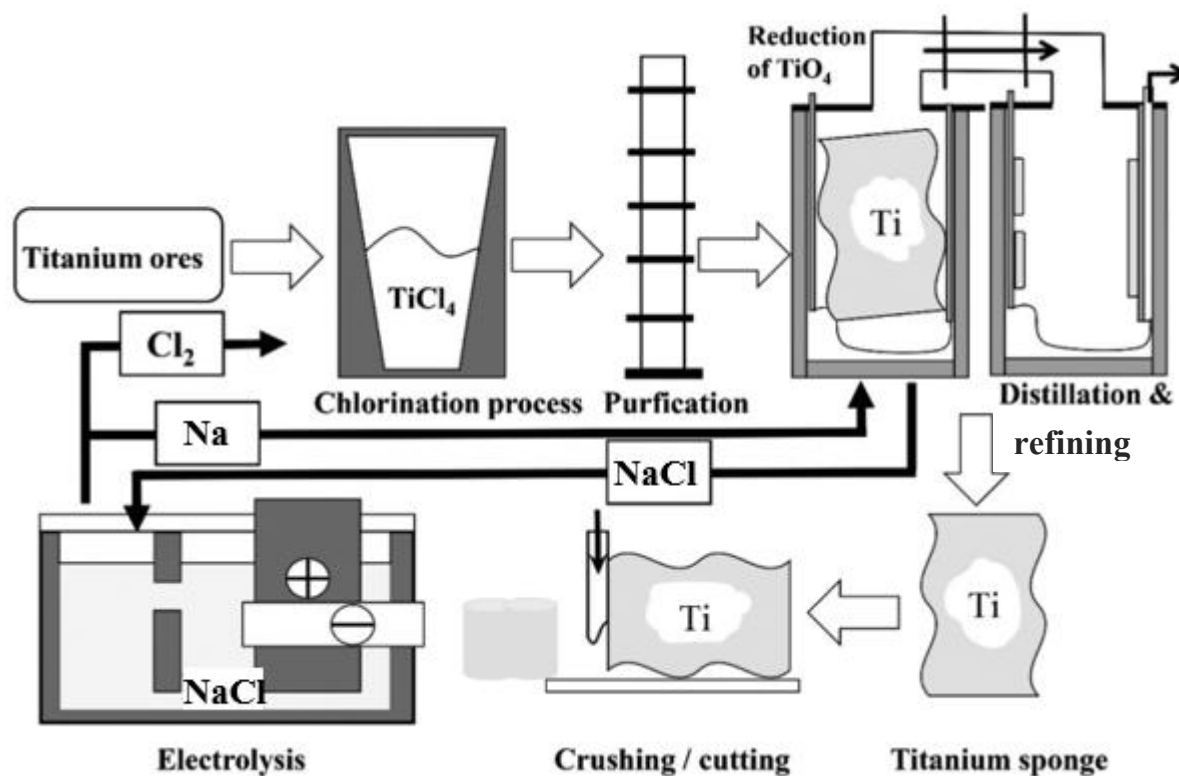 Reduction
of TiO₄
Titanium ores
TiCl₄
Ti
Cl₂
Chlorination process
Purfication
Distillation &
refining
Na
NaCl
Ti
Ti
NaCl
Electrolysis
Crushing / cutting
Titanium sponge